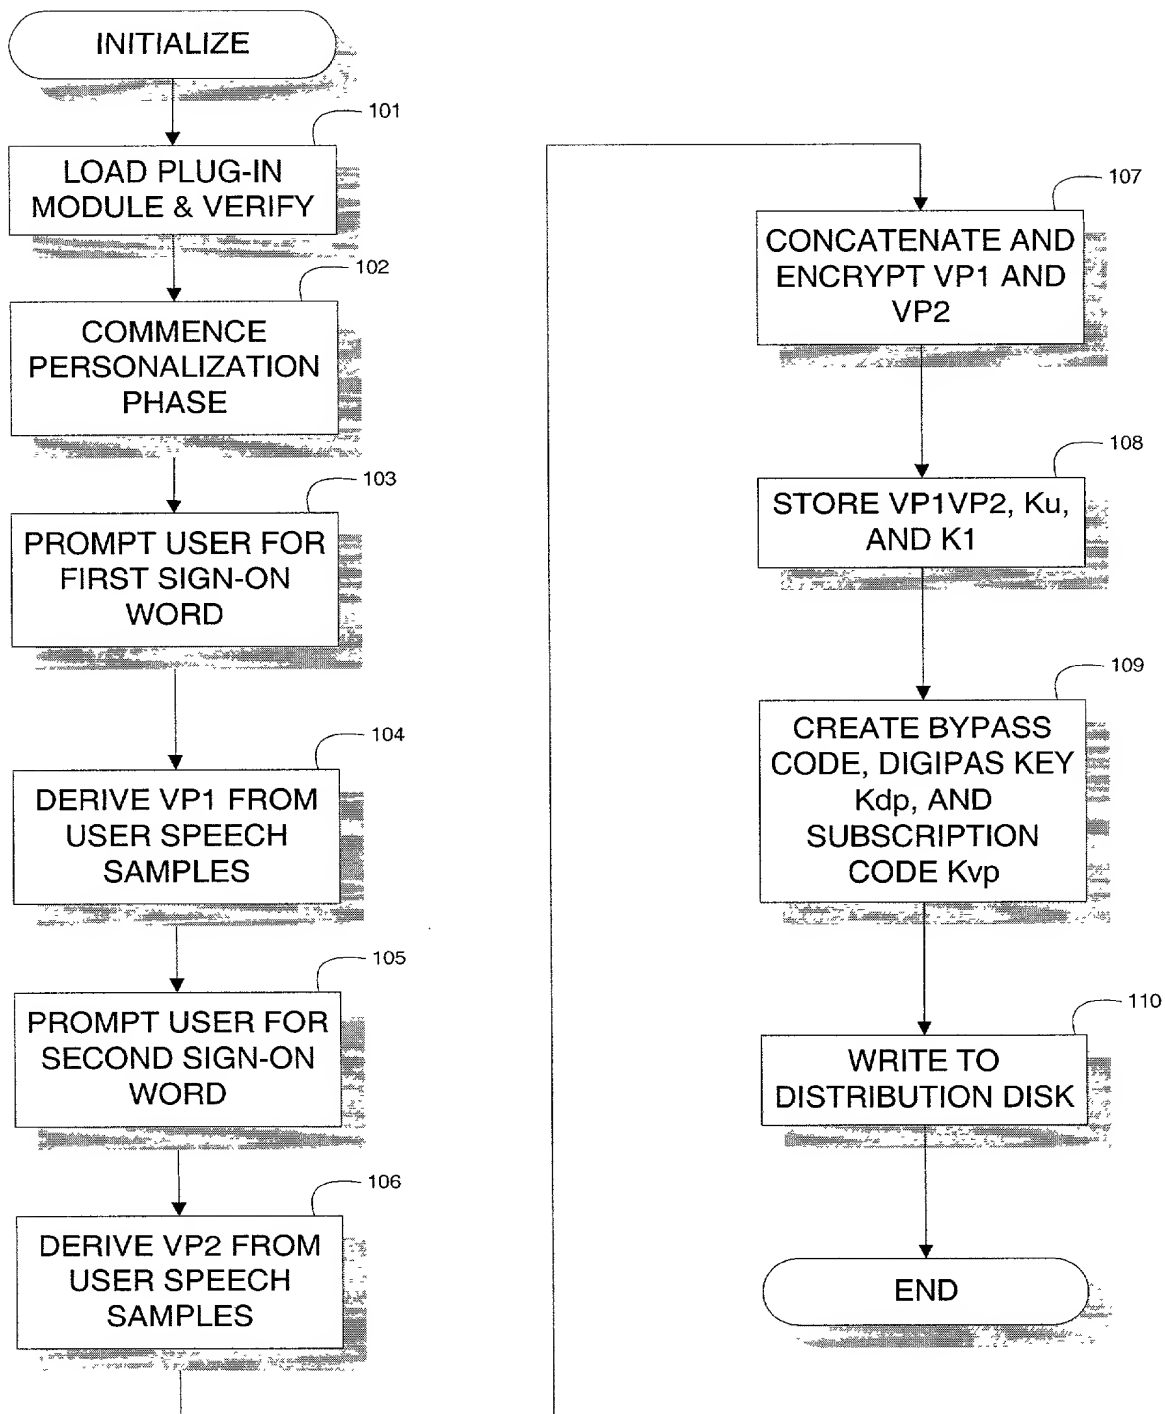 INITIALIZE
101
LOAD PLUG-IN
MODULE & VERIFY
102
COMMENCE
PERSONALIZATION
PHASE
103
PROMPT USER FOR
FIRST SIGN-ON
WORD
104
DERIVE VP1 FROM
USER SPEECH
SAMPLES
105
PROMPT USER FOR
SECOND SIGN-ON
WORD
106
DERIVE VP2 FROM
USER SPEECH
SAMPLES
107
CONCATENATE AND
ENCRYPT VP1 AND
VP2
108
STORE VP1VP2, Ku,
AND K1
109
CREATE BYPASS
CODE, DIGIPAS KEY
Kdp, AND
SUBSCRIPTION
CODE Kvp
110
WRITE TO
DISTRIBUTION DISK
END